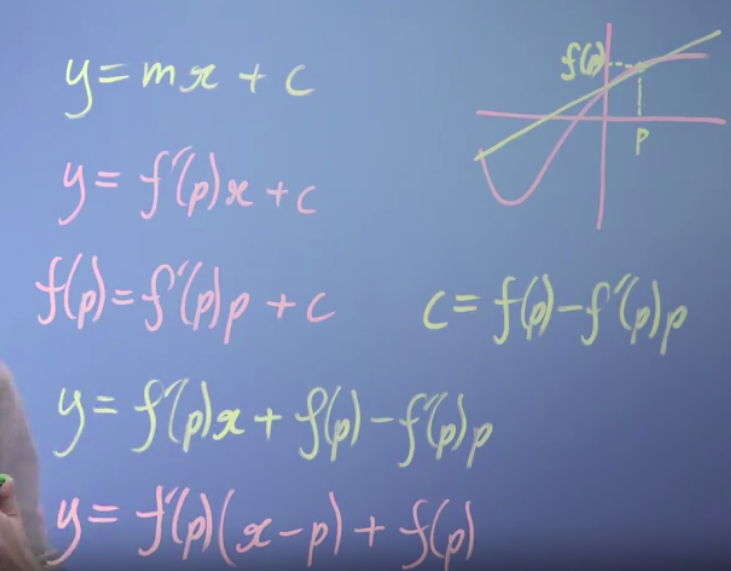 y = mx + c
f(p)
p
y = f'(p)x + c
f(p) = f'(p)p + c
c = f(p) - f'(p)p
y = f'(p)x + f(p) - f'(p)p
y = f'(p)(x - p) + f(p)